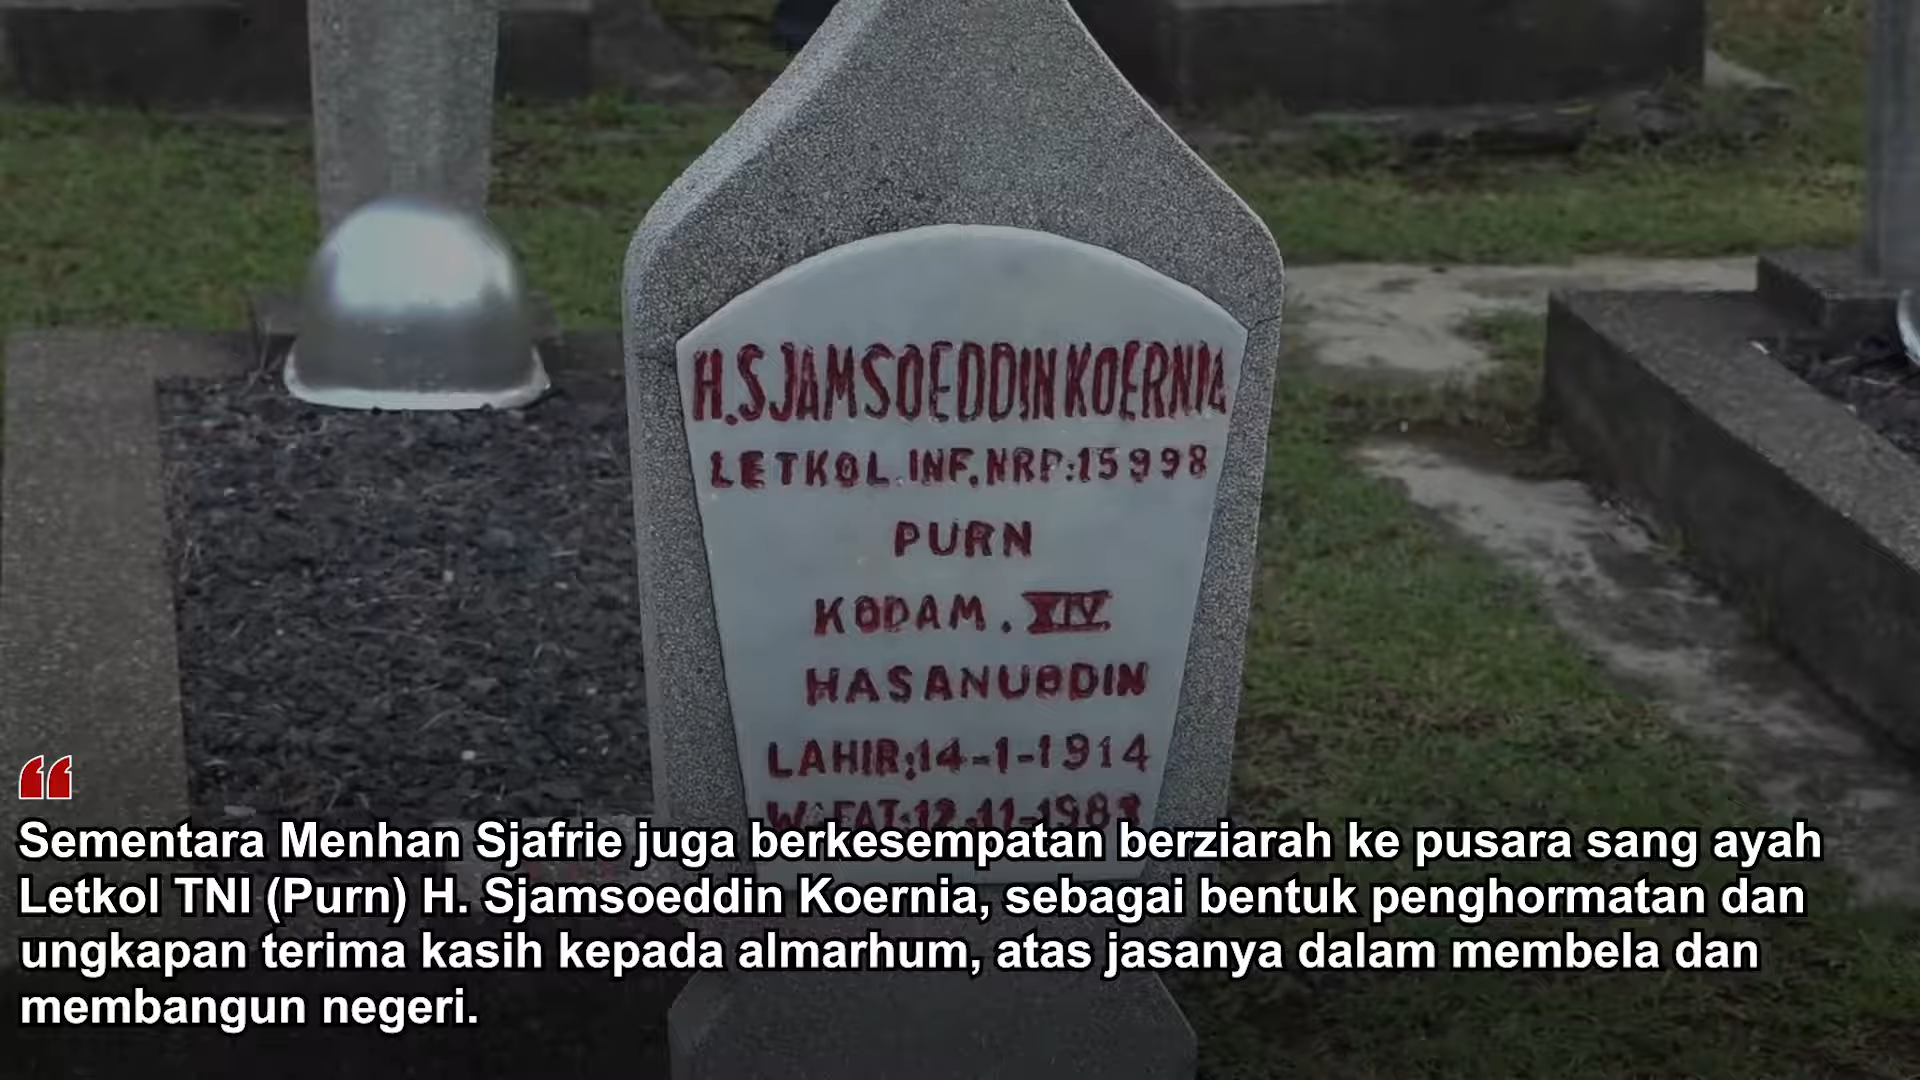 H.SJAMSOEDDIN KOERNIA
LETKOL.INF.NRP:15998
PURN
KODAM. XIV.
HASANUDDIN
LAHIR:14-1-1914
Sementara Menhan Sjafrie juga berkesempatan berziarah ke pusara sang ayah
Letkol TNI (Purn) H. Sjamsoeddin Koernia, sebagai bentuk penghormatan dan
ungkapan terima kasih kepada almarhum, atas jasanya dalam membela dan
membangun negeri.